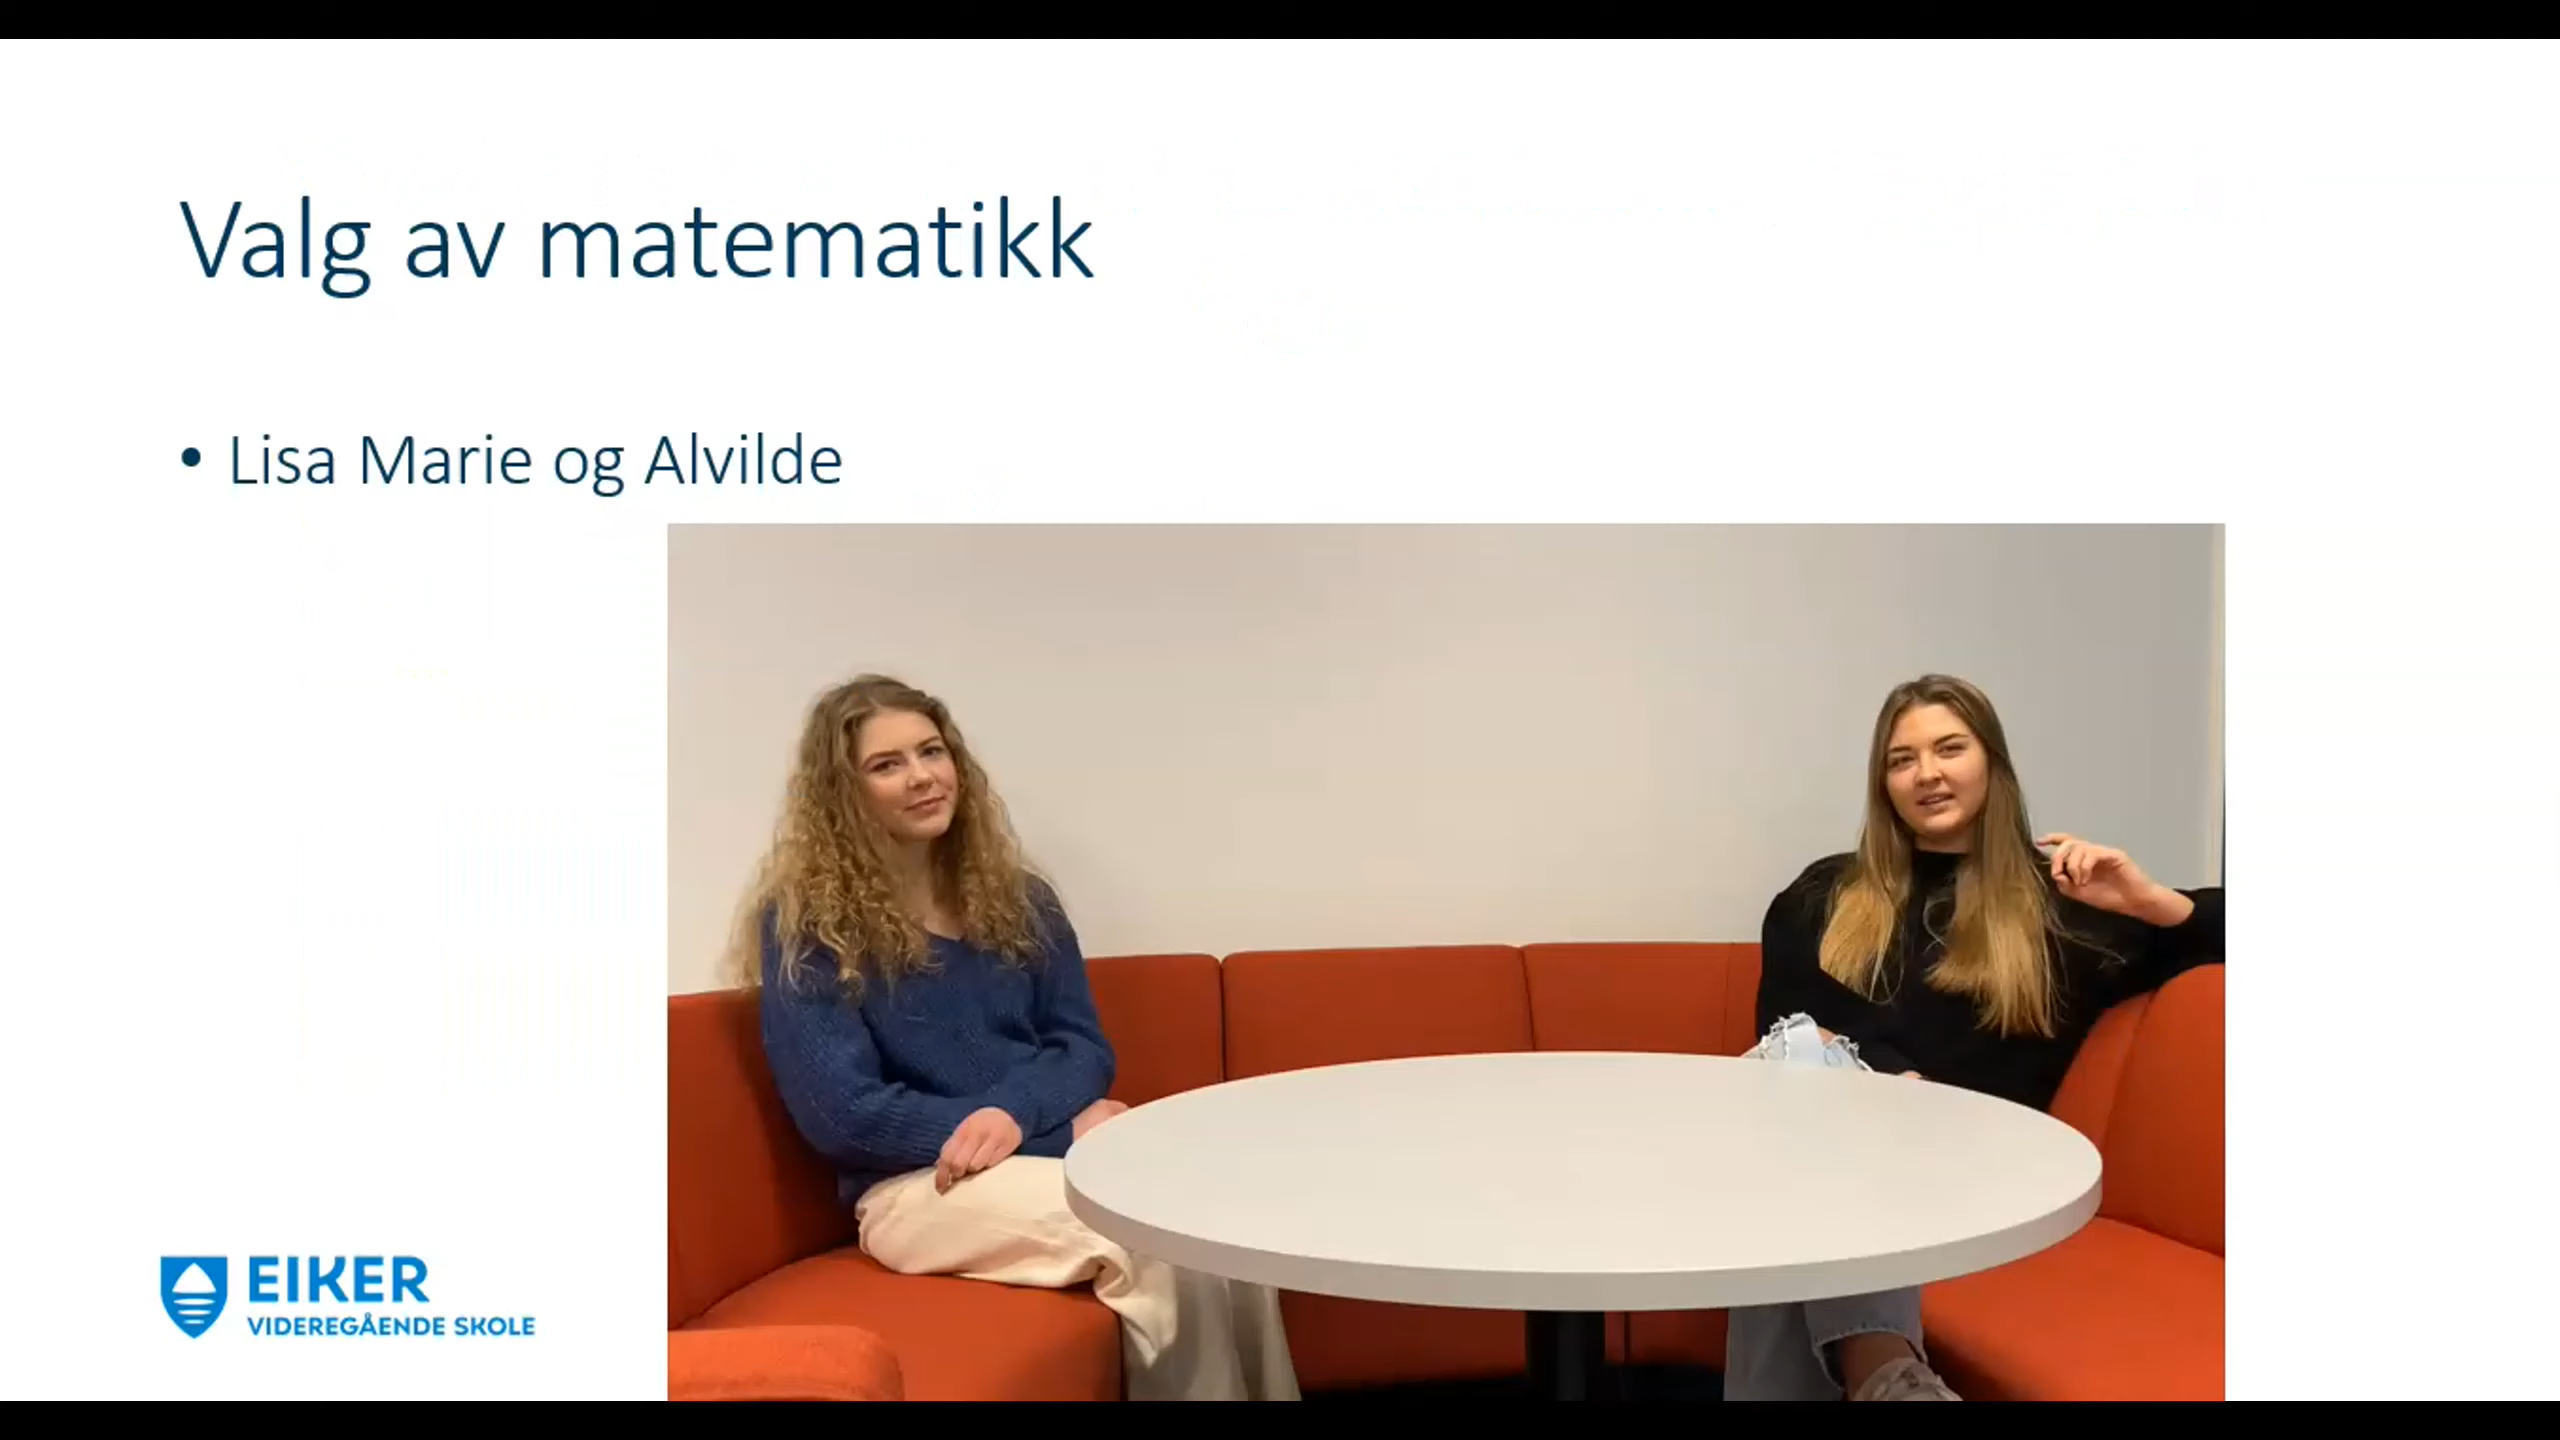 Valg av matematikk
• Lisa Marie og Alvilde
EIKER
VIDEREGÅENDE SKOLE